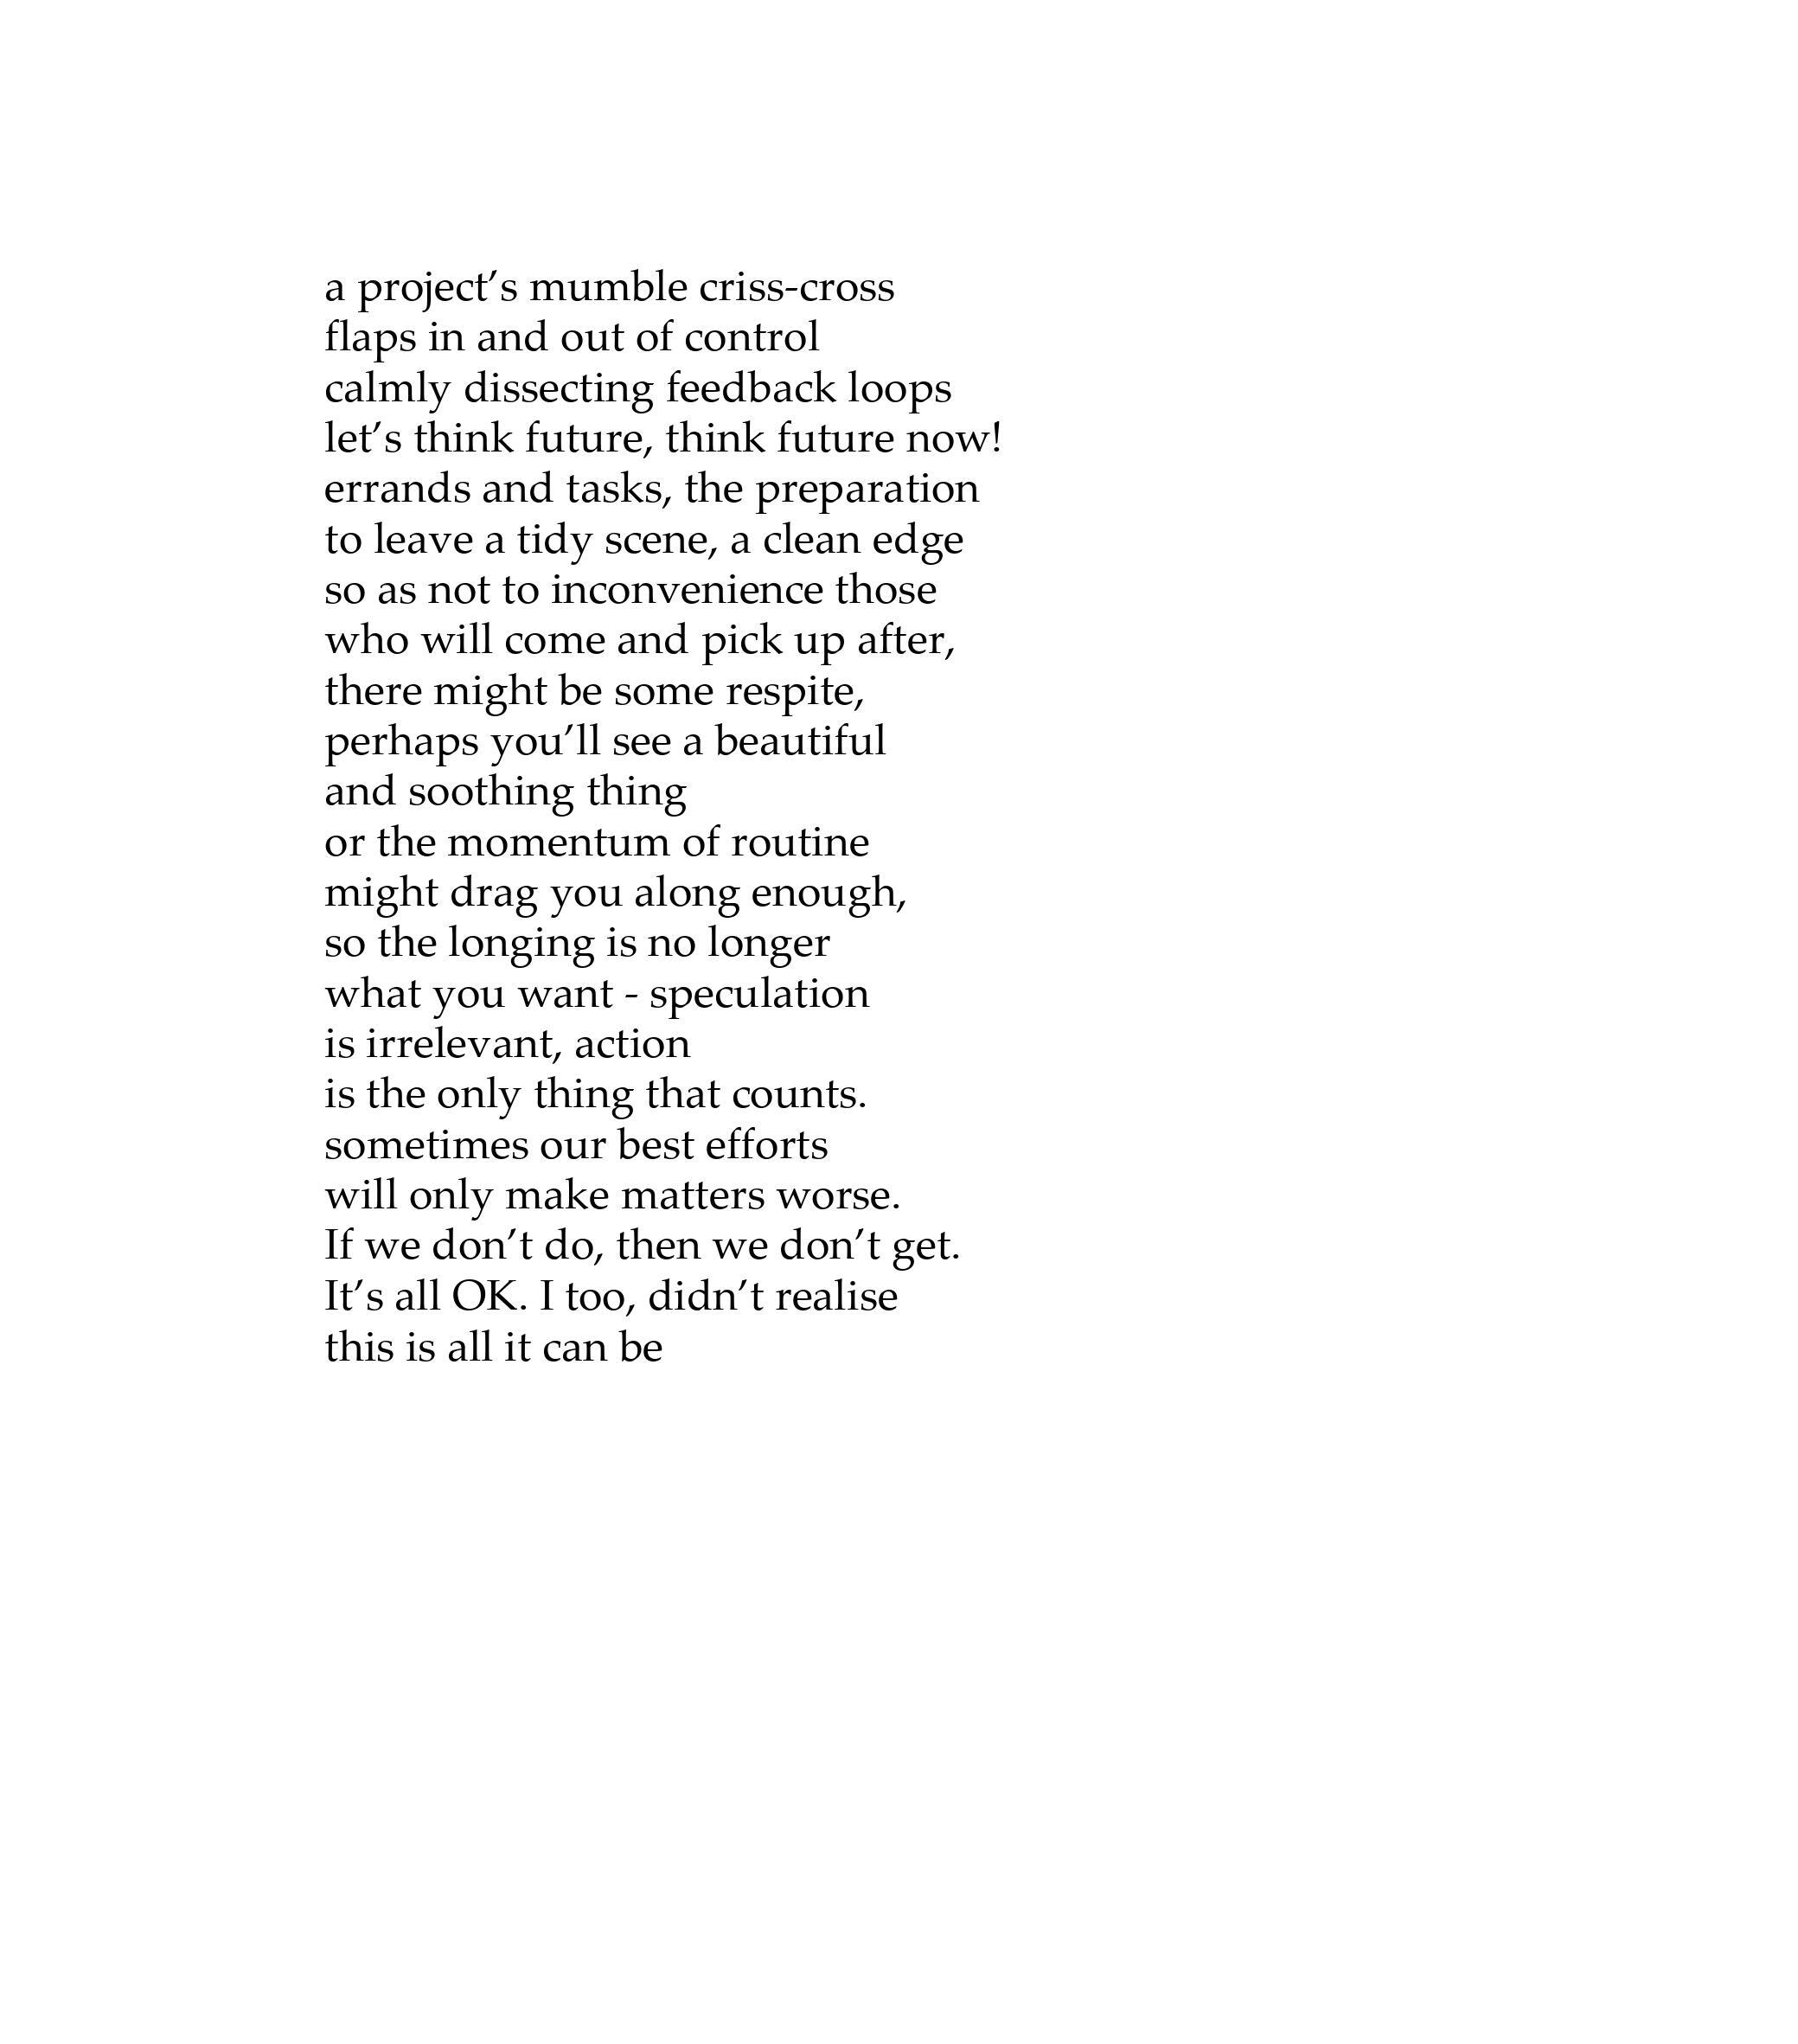 a project’s mumble criss-cross
flaps in and out of control
calmly dissecting feedback loops
let’s think future, think future now!
errands and tasks, the preparation
to leave a tidy scene, a clean edge
so as not to inconvenience those
who will come and pick up after,
there might be some respite,
perhaps you’ll see a beautiful
and soothing thing
or the momentum of routine
might drag you along enough,
so the longing is no longer
what you want - speculation
is irrelevant, action
is the only thing that counts.
sometimes our best efforts
will only make matters worse.
If we don’t do, then we don’t get.
It’s all OK. I too, didn’t realise
this is all it can be